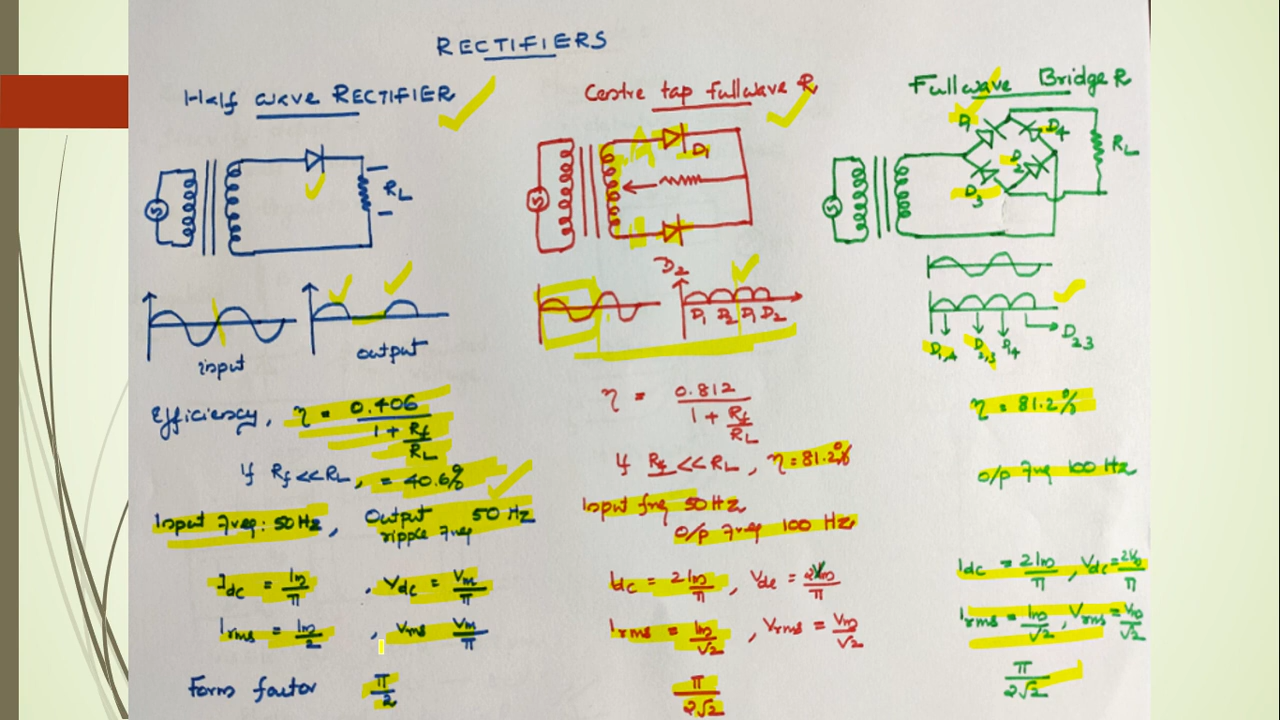 RECTIFIERS
Half wave RECTIFIER
RL
S
input
output
Efficiency, η = 0.406 / 1 + Rf/RL
If Rf <<RL, = 40.6%
Input Freq: 50Hz, Output ripple freq 50 Hz
Idc = Im/π , Vdc = Vm/π
Irms = Im/2 , Vrms Vm/π
Form factor π/2
Centre tap fullwave R
D1
S
D2
D1 D2 D1 D2
η = 0.812 / 1 + Rf/RL
If Rf <<RL, η = 81.2%
Input freq 50 Hz
O/p freq 100 Hz
Idc = 2Im/π , Vdc = 2Vm/π
Irms = Im/√2 , Vrms = Vm/√2
π/2√2
Fullwave Bridge R
D1 D4
RL
D2
D3
S
D2,3
D1,4 D2,3 D1,4
η = 81.2%
o/p freq 100 Hz
Idc = 2Im/π , Vdc = 2Vm/π
Irms = Im/√2 , Vrms = Vm/√2
π/2√2